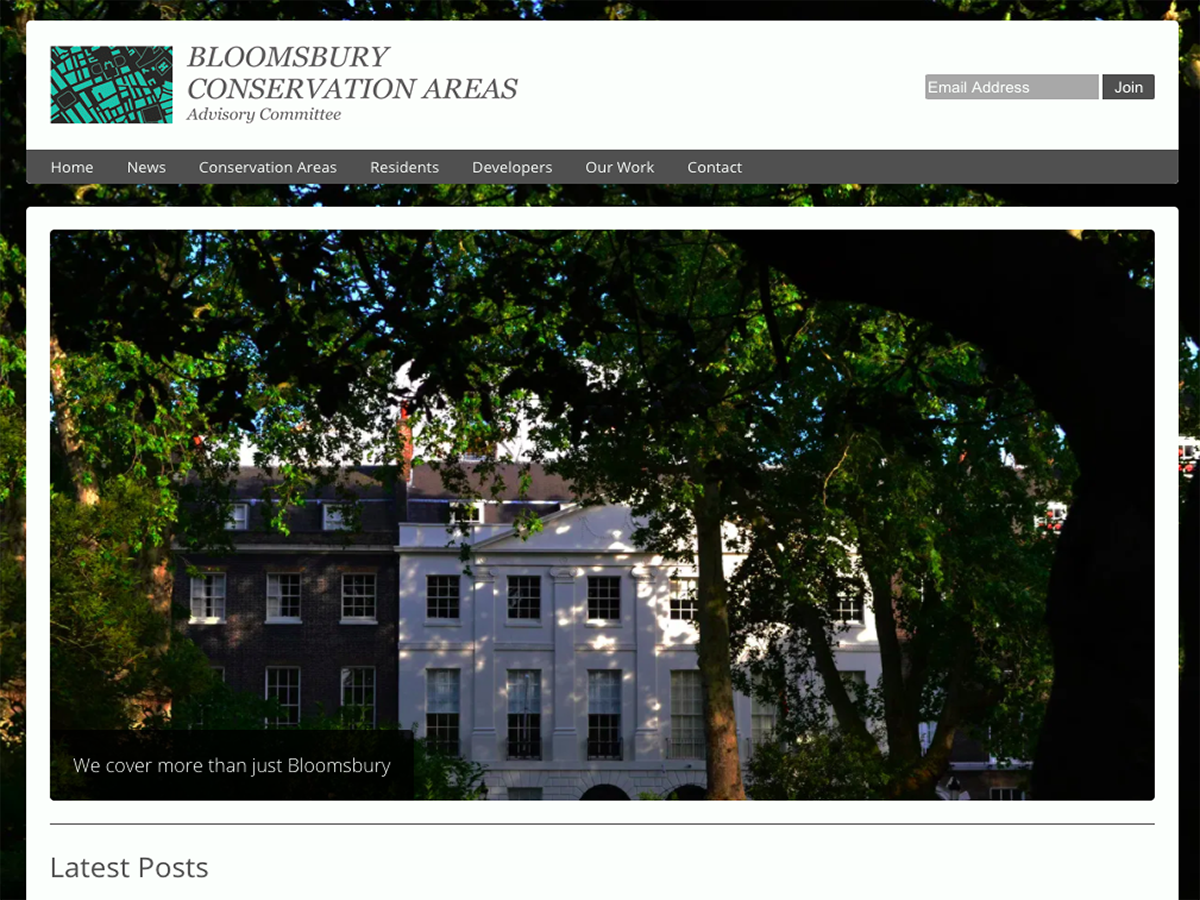 BLOOMSBURY
CONSERVATION AREAS
Advisory Committee
Email Address
Join
Home News Conservation Areas Residents Developers Our Work Contact
We cover more than just Bloomsbury
Latest Posts